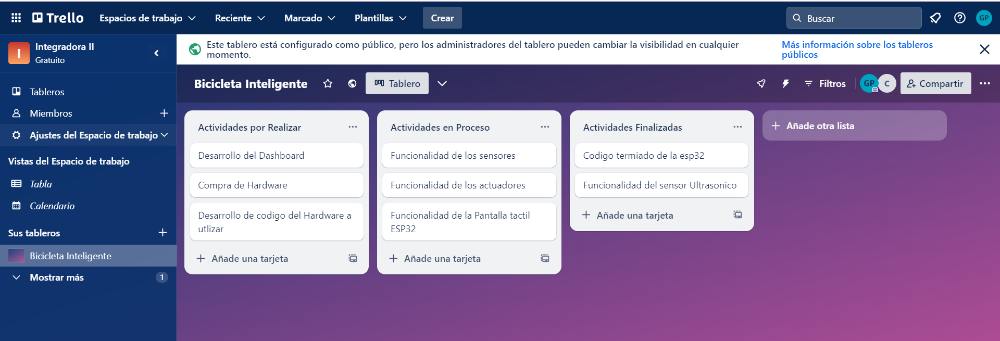 Trello
Espacios de trabajo
Reciente
Marcado
Plantillas
Crear
Buscar
GP
I
Integradora II
Gratuito
Tableros
Miembros
Ajustes del Espacio de trabajo
Vistas del Espacio de trabajo
Tabla
Calendario
Sus tableros
Bicicleta Inteligente
Mostrar más
1
Este tablero está configurado como público, pero los administradores del tablero pueden cambiar la visibilidad en cualquier
momento.
Más información sobre los tableros
públicos
Bicicleta Inteligente
Tablero
Filtros
GP
C
Compartir
Actividades por Realizar
Desarrollo del Dashboard
Compra de Hardware
Desarrollo de codigo del Hardware a
utlizar
Añade una tarjeta
Actividades en Proceso
Funcionalidad de los sensores
Funcionalidad de los actuadores
Funcionalidad de la Pantalla tactil
ESP32
Añade una tarjeta
Actividades Finalizadas
Codigo termiado de la esp32
Funcionalidad del sensor Ultrasonico
Añade una tarjeta
Añade otra lista